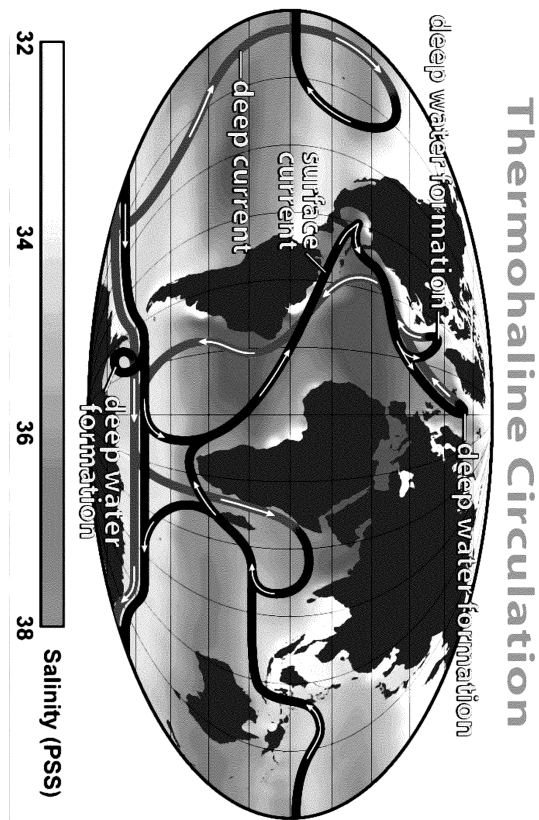 Thermohaline Circulation
deep water formation
surface
current
deep current
deep water formation
deep water
formation
32
34
36
38
Salinity (PSS)